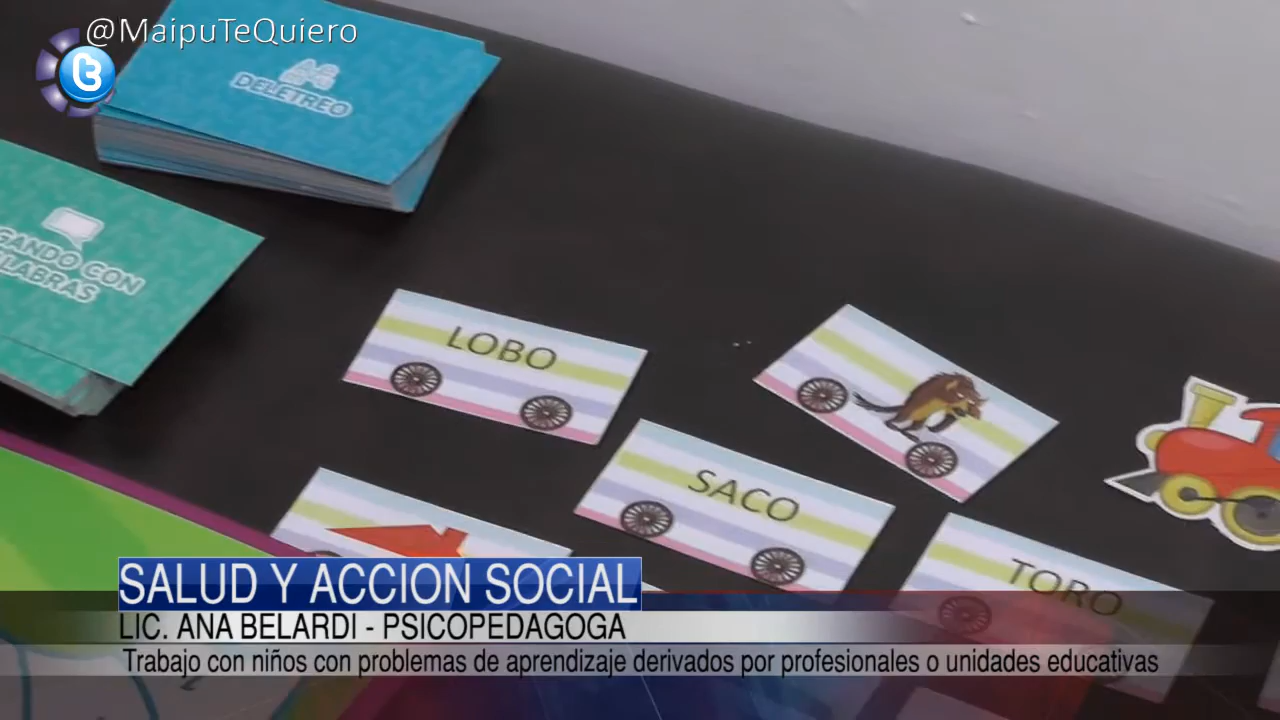 @MaipuTeQuiero
DELETREO
GANDO CON
LABRAS
LOBO
SACO
TORO
SALUD Y ACCION SOCIAL
LIC. ANA BELARDI - PSICOPEDAGOGA
Trabajo con niños con problemas de aprendizaje derivados por profesionales o unidades educativas